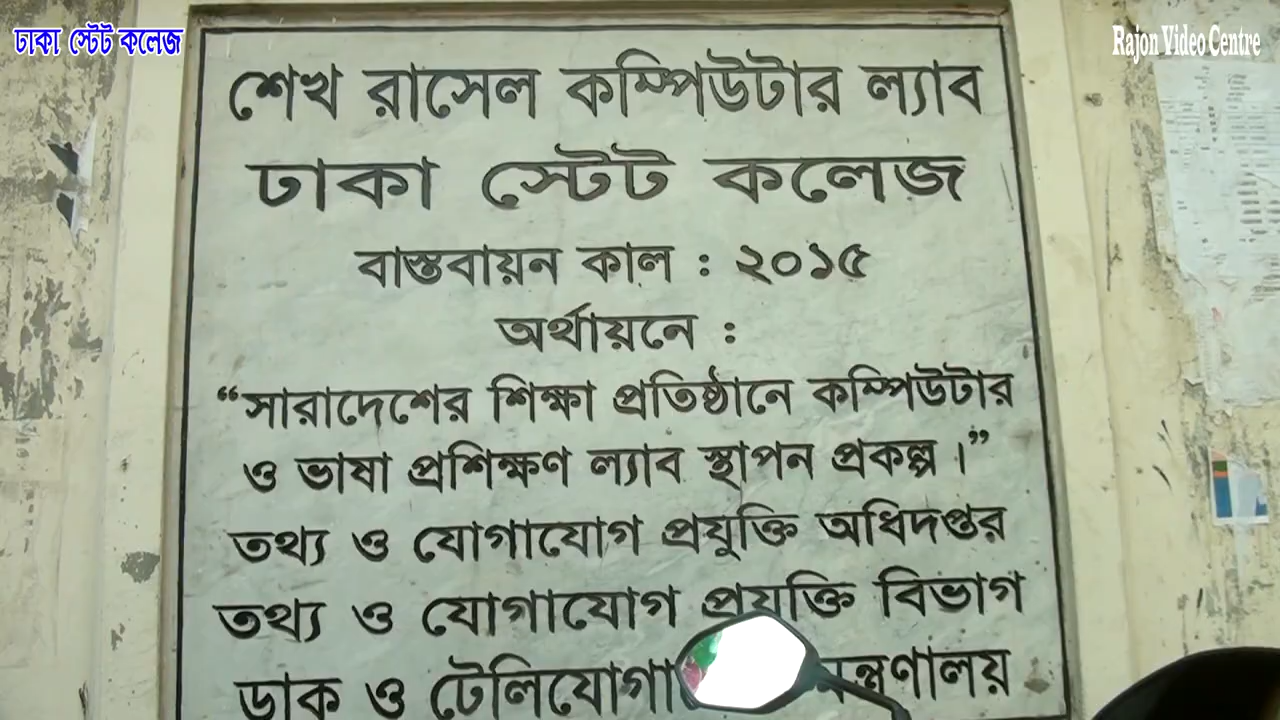 ঢাকা স্টেট কলেজ
Rajon Video Centre
শেখ রাসেল কম্পিউটার ল্যাব
ঢাকা স্টেট কলেজ
বাস্তবায়ন কাল : ২০১৫
অর্থায়নে :
“সারাদেশের শিক্ষা প্রতিষ্ঠানে কম্পিউটার
ও ভাষা প্রশিক্ষণ ল্যাব স্থাপন প্রকল্প।”
তথ্য ও যোগাযোগ প্রযুক্তি অধিদপ্তর
তথ্য ও যোগাযোগ প্রযুক্তি বিভাগ
ডাক ও